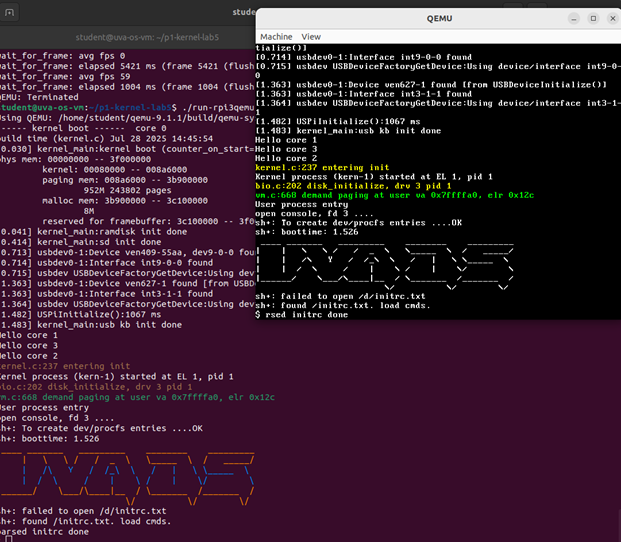 stude
student@uva-os-vm: ~/p1-kernel-lab5
wait_for_frame: avg fps 0
wait_for_frame: elapsed 5421 ms (frame 2 (flush
wait_for_frame: avg fps 59
wait_for_frame: elapsed 1004 ms (frame 54 (flush
QEMU: Terminated
student@uva-os-vm:~/p1-kernel-lab5$ ./run-rpi3qemu
Using QEMU: /home/student/qemu-9.1.1/build/qemu-sy
------ kernel boot ------  core 0
build time (kernel.c) Jul 28 2025 14:45:54
0.030] kernel_main:kernel boot (counter_on_start=
phys mem: 00000000 -- 3f000000
kernel: 00080000 -- 008a6000
paging mem: 008a6000 -- 3b900000
952M 243802 pages
malloc mem: 3b900000 -- 3c100000
8M
reserved for framebuffer: 3c100000 -- 3f0
0.041] kernel_main:ramdisk init done
0.414] kernel_main:sd init done
0.713] usbdev0-1:Device ven409-55aa, dev9-0-0 fou
0.714] usbdev0-1:Interface int9-0-0 found
0.715] usbdev USBDeviceFactoryGetDevice:Using dev
1.363] usbdev0-1:Device ven627-1 found [from USBD
1.363] usbdev0-1:Interface int3-1-1 found
1.364] usbdev USBDeviceFactoryGetDevice:Using dev
1.482] USPiInitialize():1067 ms
1.483] kernel_main:usb kb init done
Hello core 1
Hello core 3
Hello core 2
kernel.c:237 entering init
Kernel process (kern-1) started at EL 1, pid 1
bio.c:202 disk_initialize, drv 3 pid 1
vm.c:668 demand paging at user va 0x7ffffa0, elr 0x12c
User process entry
open console, fd 3 ....
sh+: To create dev/procfs entries ....OK
sh+: boottime: 1.526
sh+: failed to open /d/initrc.txt
sh+: found /initrc.txt. load cmds.
parsed initrc done
QEMU
Machine View
tialize()]
[0.714] usbdev0-1:Interface int9-0-0 found
[0.715] usbdev USBDeviceFactoryGetDevice:Using device/interface int9-0-
0
[1.363] usbdev0-1:Device ven627-1 found [from USBDeviceInitialize()]
[1.363] usbdev0-1:Interface int3-1-1 found
[1.364] usbdev USBDeviceFactoryGetDevice:Using device/interface int3-1-
1
[1.482] USPiInitialize():1067 ms
[1.483] kernel_main:usb kb init done
Hello core 1
Hello core 3
Hello core 2
kernel.c:237 entering init
Kernel process (kern-1) started at EL 1, pid 1
bio.c:202 disk_initialize, drv 3 pid 1
vm.c:668 demand paging at user va 0x7ffffa0, elr 0x12c
User process entry
open console, fd 3 ....
sh+: To create dev/procfs entries ....OK
sh+: boottime: 1.526
sh+: failed to open /d/initrc.txt
sh+: found /initrc.txt. load cmds.
$ rsed initrc done